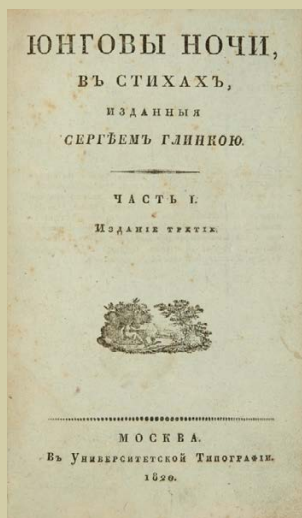 ЮНГОВЫ НОЧИ,
ВЪ СТИХАХЪ,
ИЗДАННЫЯ
СЕРГѢЕМЪ ГЛИНКОЮ.
ЧАСТЬ I.
ИЗДАНІЕ ТРЕТІЕ.
МОСКВА.
Въ Университетской Типографіи.
1820.